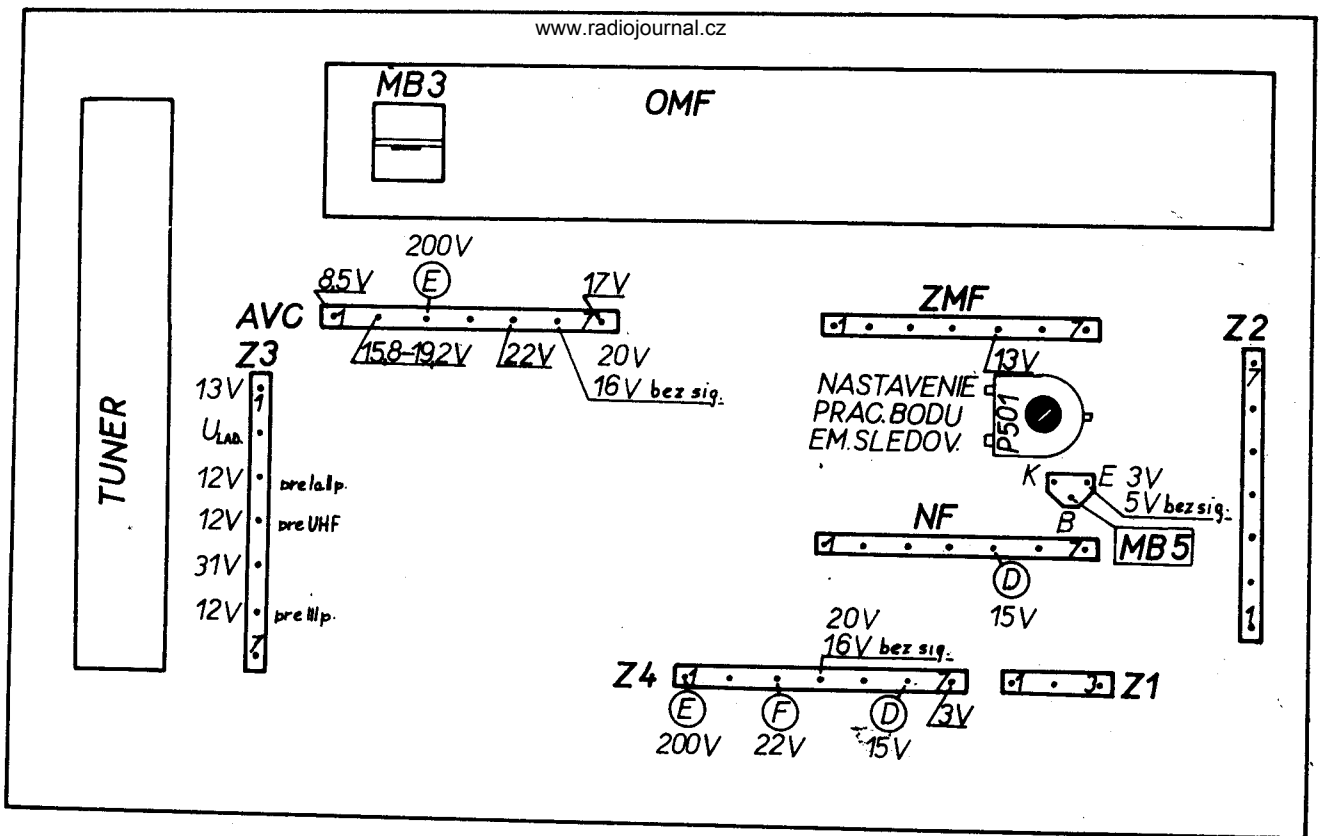 www.radiojournal.cz
MB3
OMF
TUNER
200V
E
8,5V
17V
AVC
1
7
15,8-19,2V
22V
20V
16V bez sig.
ZMF
1
7
13V
Z2
7
1
NASTAVENIE
PRAC. BODU
EM. SLEDOV.
P501
K
E
B
3V
5V bez sig.
MB5
Z3
13V
1
ULAD.
12V pre I a II p.
12V pre UHF
31V
12V pre III p.
7
NF
1
7
D
15V
20V
16V bez sig.
Z4
1
7
E
200V
F
22V
D
15V
3V
1
3
Z1